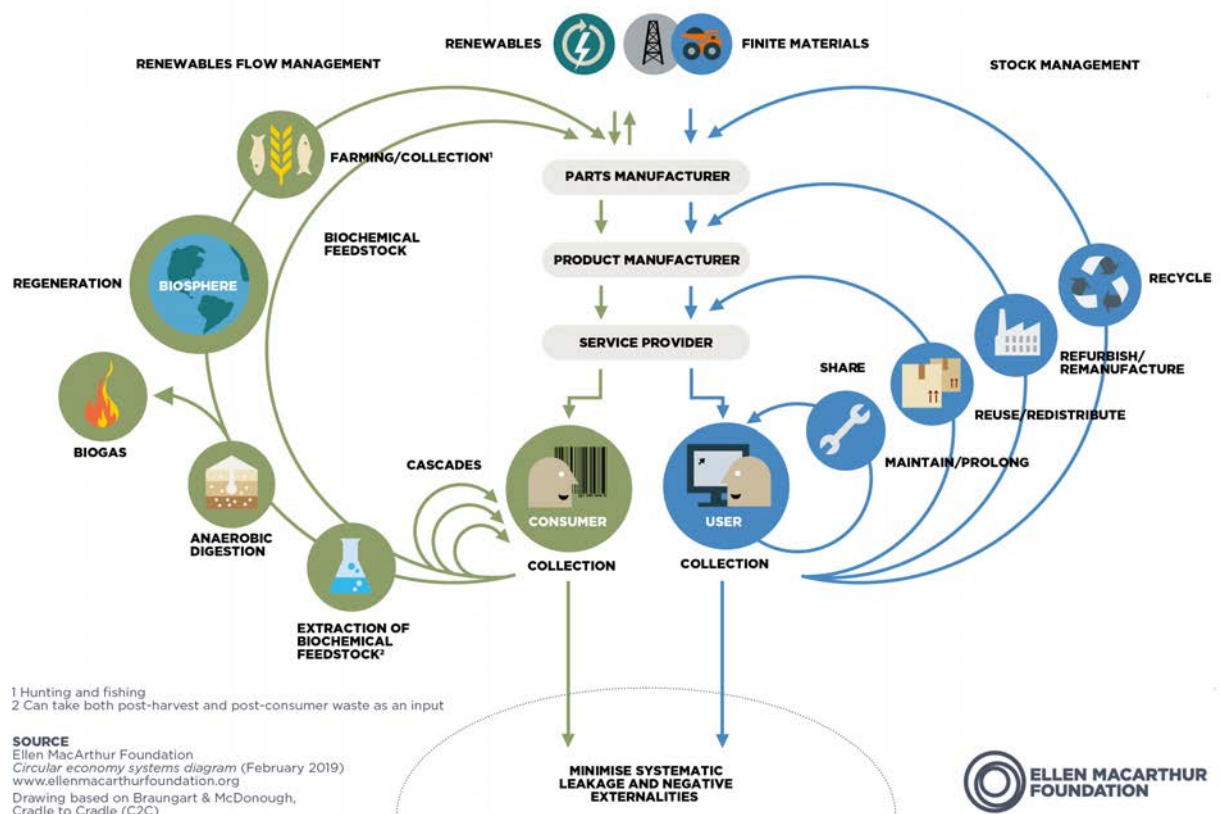 RENEWABLES
FINITE MATERIALS
RENEWABLES FLOW MANAGEMENT
STOCK MANAGEMENT
FARMING/COLLECTION¹
PARTS MANUFACTURER
BIOCHEMICAL
FEEDSTOCK
PRODUCT MANUFACTURER
REGENERATION
BIOSPHERE
RECYCLE
SERVICE PROVIDER
REFURBISH/
REMANUFACTURE
SHARE
REUSE/REDISTRIBUTE
BIOGAS
CASCADES
MAINTAIN/PROLONG
CONSUMER
USER
ANAEROBIC
DIGESTION
COLLECTION
COLLECTION
EXTRACTION OF
BIOCHEMICAL
FEEDSTOCK²
1 Hunting and fishing
2 Can take both post-harvest and post-consumer waste as an input
SOURCE
Ellen MacArthur Foundation
Circular economy systems diagram (February 2019)
www.ellenmacarthurfoundation.org
Drawing based on Braungart & McDonough,
Cradle to Cradle (C2C)
MINIMISE SYSTEMATIC
LEAKAGE AND NEGATIVE
EXTERNALITIES
ELLEN MACARTHUR
FOUNDATION